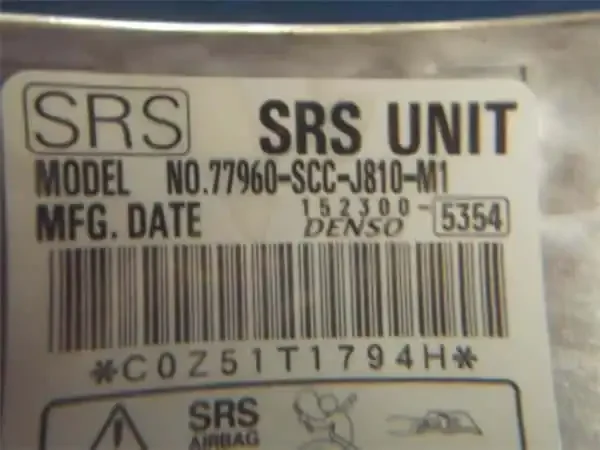 SRS SRS UNIT
MODEL NO.77960-SCC-J810-M1
MFG. DATE 152300-5354
DENSO
*C0Z51T1794H*
SRS
AIRBAG